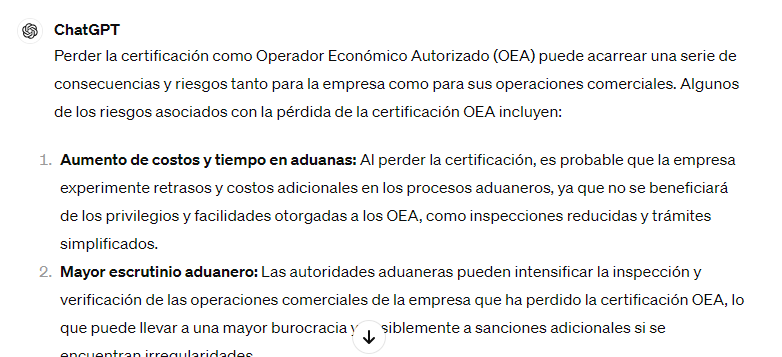 ChatGPT
Perder la certificación como Operador Económico Autorizado (OEA) puede acarrear una serie de
consecuencias y riesgos tanto para la empresa como para sus operaciones comerciales. Algunos
de los riesgos asociados con la pérdida de la certificación OEA incluyen:
1. Aumento de costos y tiempo en aduanas: Al perder la certificación, es probable que la empresa
experimente retrasos y costos adicionales en los procesos aduaneros, ya que no se beneficiará
de los privilegios y facilidades otorgadas a los OEA, como inspecciones reducidas y trámites
simplificados.
2. Mayor escrutinio aduanero: Las autoridades aduaneras pueden intensificar la inspección y
verificación de las operaciones comerciales de la empresa que ha perdido la certificación OEA, lo
que puede llevar a una mayor burocracia y siblemente a sanciones adicionales si se
encuentran irregularidades.